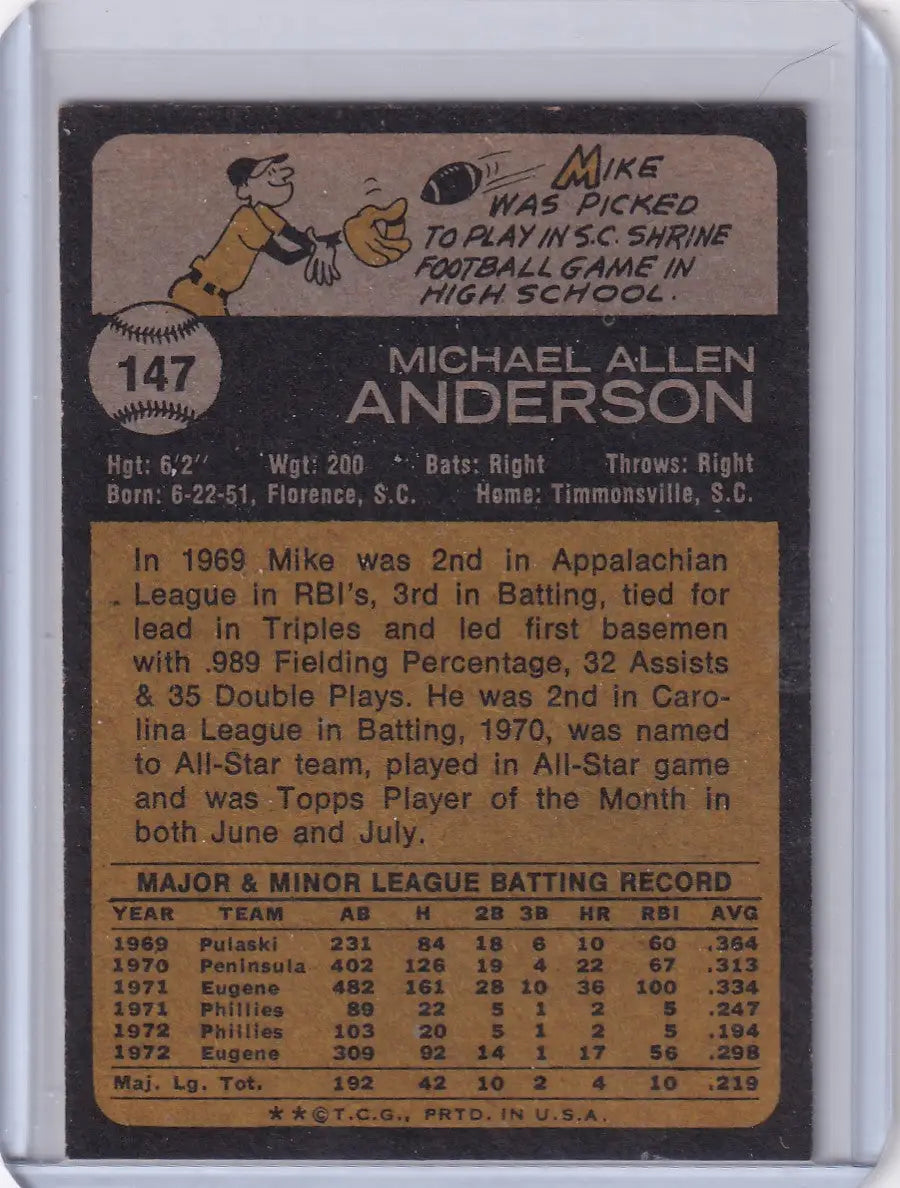 MIKE
WAS PICKED
TO PLAY IN S.C. SHRINE
FOOTBALL GAME IN
HIGH SCHOOL.
147
MICHAEL ALLEN
ANDERSON
Hgt: 6'2" Wgt: 200 Bats: Right Throws: Right
Born: 6-22-51, Florence, S.C. Home: Timmonsville, S.C.
In 1969 Mike was 2nd in Appalachian
League in RBI's, 3rd in Batting, tied for
lead in Triples and led first basemen
with .989 Fielding Percentage, 32 Assists
& 35 Double Plays. He was 2nd in Caro-
lina League in Batting, 1970, was named
to All-Star team, played in All-Star game
and was Topps Player of the Month in
both June and July.
MAJOR & MINOR LEAGUE BATTING RECORD
YEAR TEAM AB H 2B 3B HR RBI AVG
1969 Pulaski 231 84 18 6 10 60 .364
1970 Peninsula 402 126 19 4 22 67 .313
1971 Eugene 482 161 28 10 36 100 .334
1971 Phillies 89 22 5 1 2 5 .247
1972 Phillies 103 20 5 1 2 5 .194
1972 Eugene 309 92 14 1 17 56 .298
Maj. Lg. Tot. 192 42 10 2 4 10 .219
**©T.C.G., PRTD. IN U.S.A.